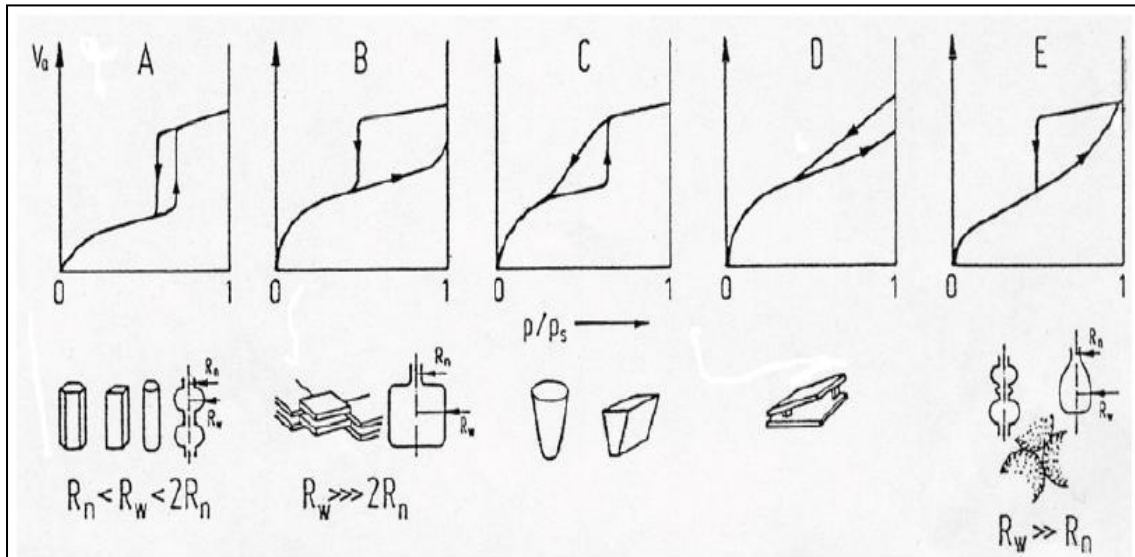 Va A B C D E
0 1 0 1 0 1 0 1 0 1
p/ps
Rn Rn Rn
Rw Rw Rw
Rn < Rw < 2Rn Rw >>> 2Rn
Rw >> Rn